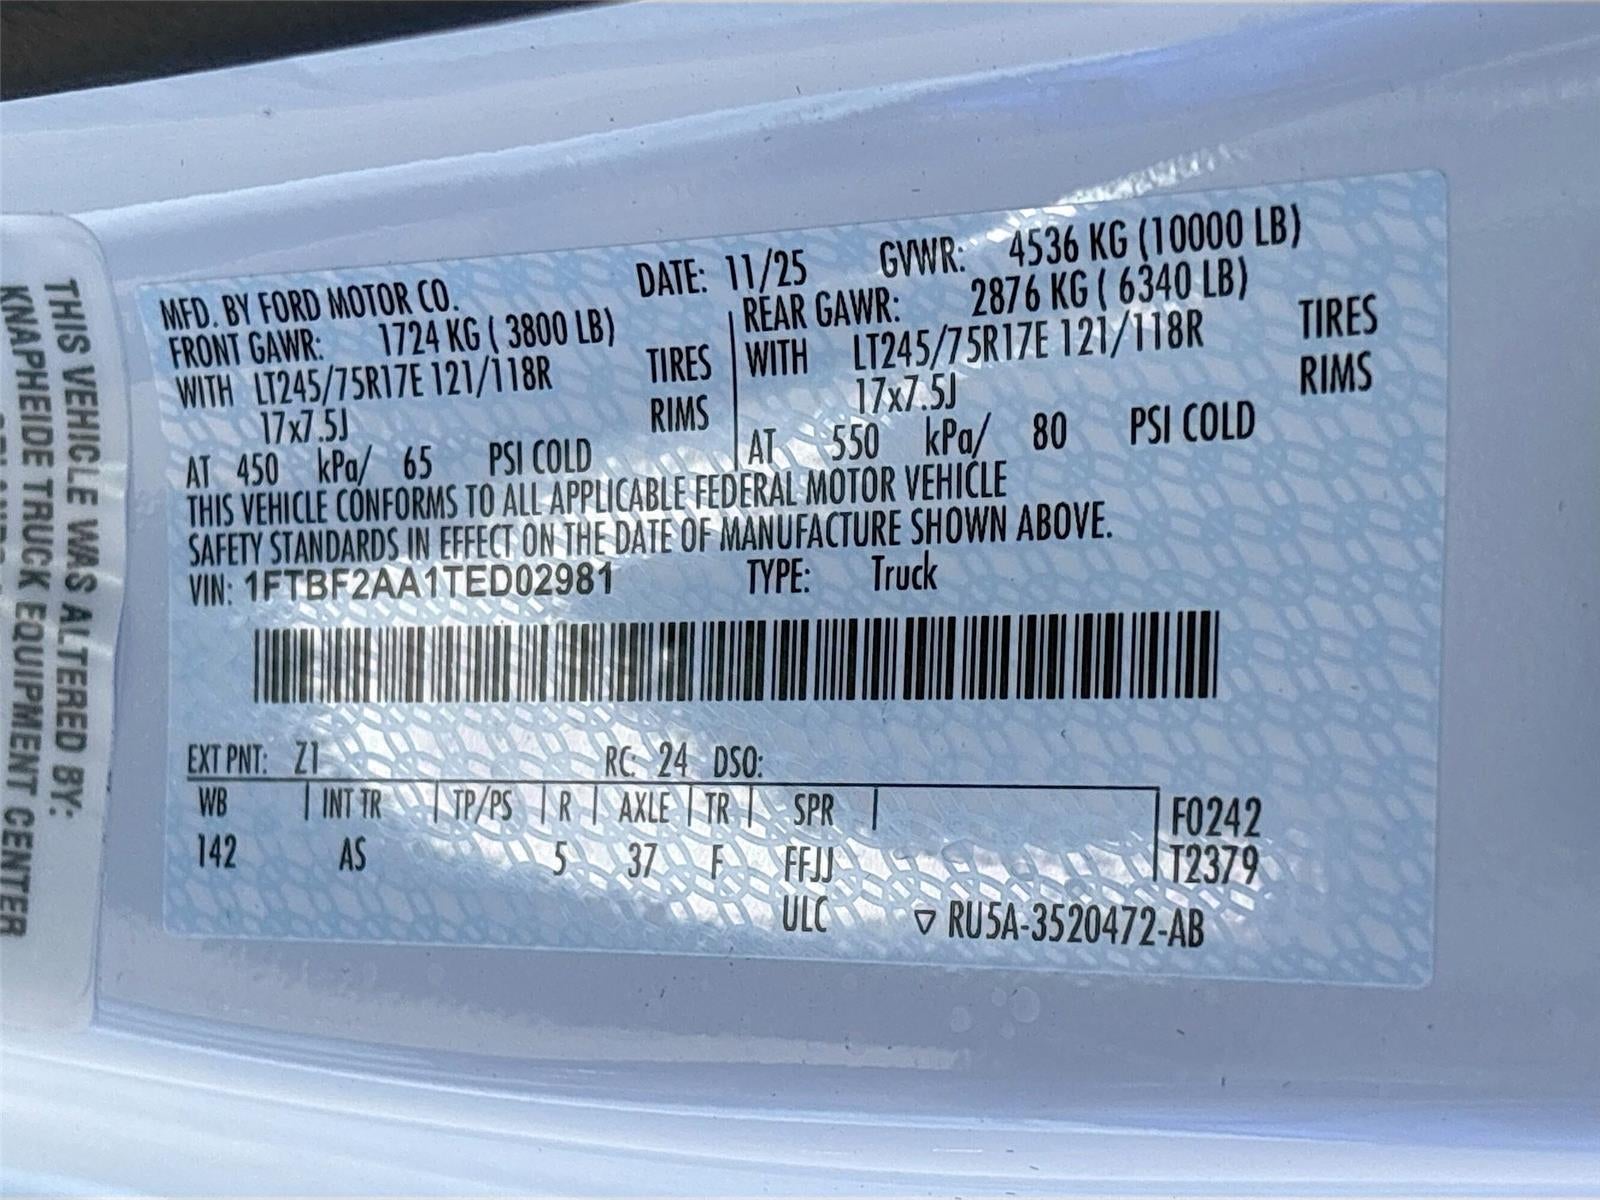 MFD. BY FORD MOTOR CO. DATE: 11/25 GVWR: 4536 KG (10000 LB)
FRONT GAWR: 1724 KG ( 3800 LB) REAR GAWR: 2876 KG ( 6340 LB)
WITH LT245/75R17E 121/118R TIRES WITH LT245/75R17E 121/118R TIRES
17x7.5J RIMS 17x7.5J RIMS
AT 450 kPa/ 65 PSI COLD AT 550 kPa/ 80 PSI COLD
THIS VEHICLE CONFORMS TO ALL APPLICABLE FEDERAL MOTOR VEHICLE
SAFETY STANDARDS IN EFFECT ON THE DATE OF MANUFACTURE SHOWN ABOVE.
VIN: 1FTBF2AA1TED02981 TYPE: Truck
EXT PNT: Z1 RC: 24 DSO:
WB INT TR TP/PS R AXLE TR SPR F0242
142 AS 5 37 F FFJJ T2379
ULC ▽ RU5A-3520472-AB
THIS VEHICLE WAS ALTERED BY:
KNAPHEIDE TRUCK EQUIPMENT CENTER